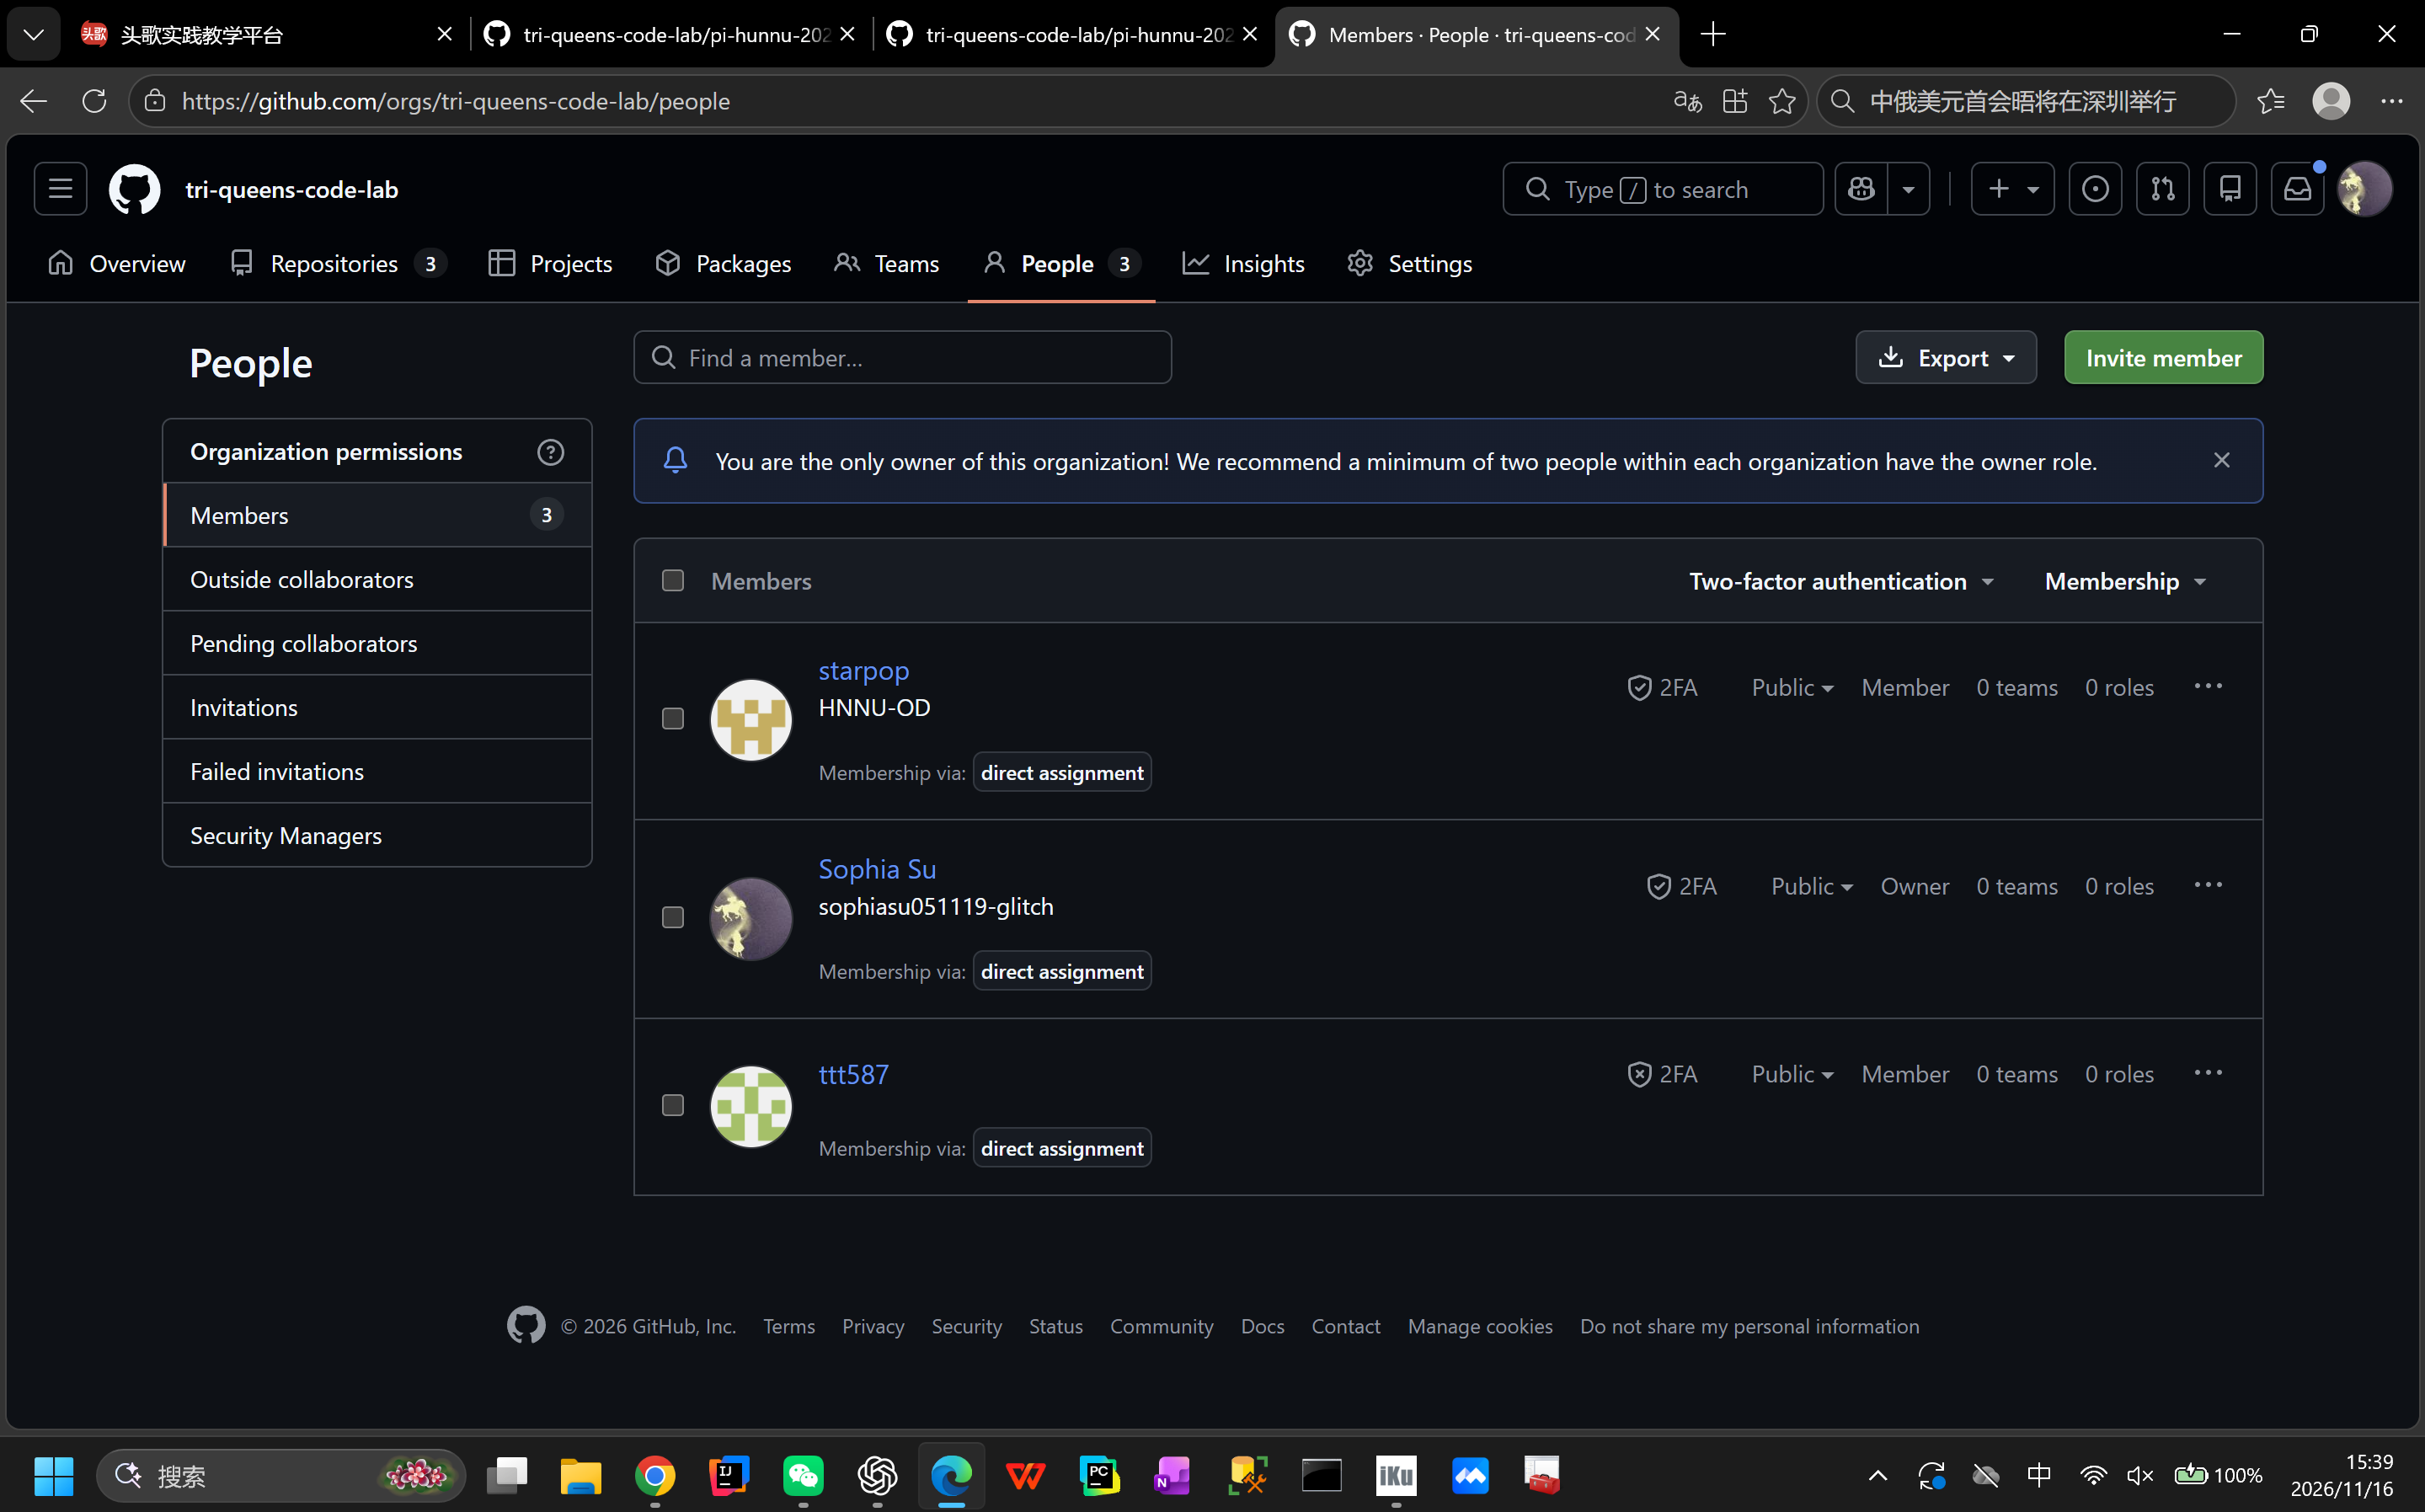 头歌 头歌实践教学平台
tri-queens-code-lab/pi-hunnu-202
tri-queens-code-lab/pi-hunnu-202
Members · People · tri-queens-cod
https://github.com/orgs/tri-queens-code-lab/people
中俄美元首会晤将在深圳举行
tri-queens-code-lab
Type / to search
Overview
Repositories 3
Projects
Packages
Teams
People 3
Insights
Settings
People
Find a member...
Export
Invite member
Organization permissions
Members 3
Outside collaborators
Pending collaborators
Invitations
Failed invitations
Security Managers
You are the only owner of this organization! We recommend a minimum of two people within each organization have the owner role.
Members
Two-factor authentication
Membership
starpop
HNNU-OD
2FA Public Member 0 teams 0 roles
Membership via: direct assignment
Sophia Su
sophiasu051119-glitch
2FA Public Owner 0 teams 0 roles
Membership via: direct assignment
ttt587
2FA Public Member 0 teams 0 roles
Membership via: direct assignment
© 2026 GitHub, Inc. Terms Privacy Security Status Community Docs Contact Manage cookies Do not share my personal information
搜索
IJ
PC
N
iKu
中
100%
15:39
2026/11/16